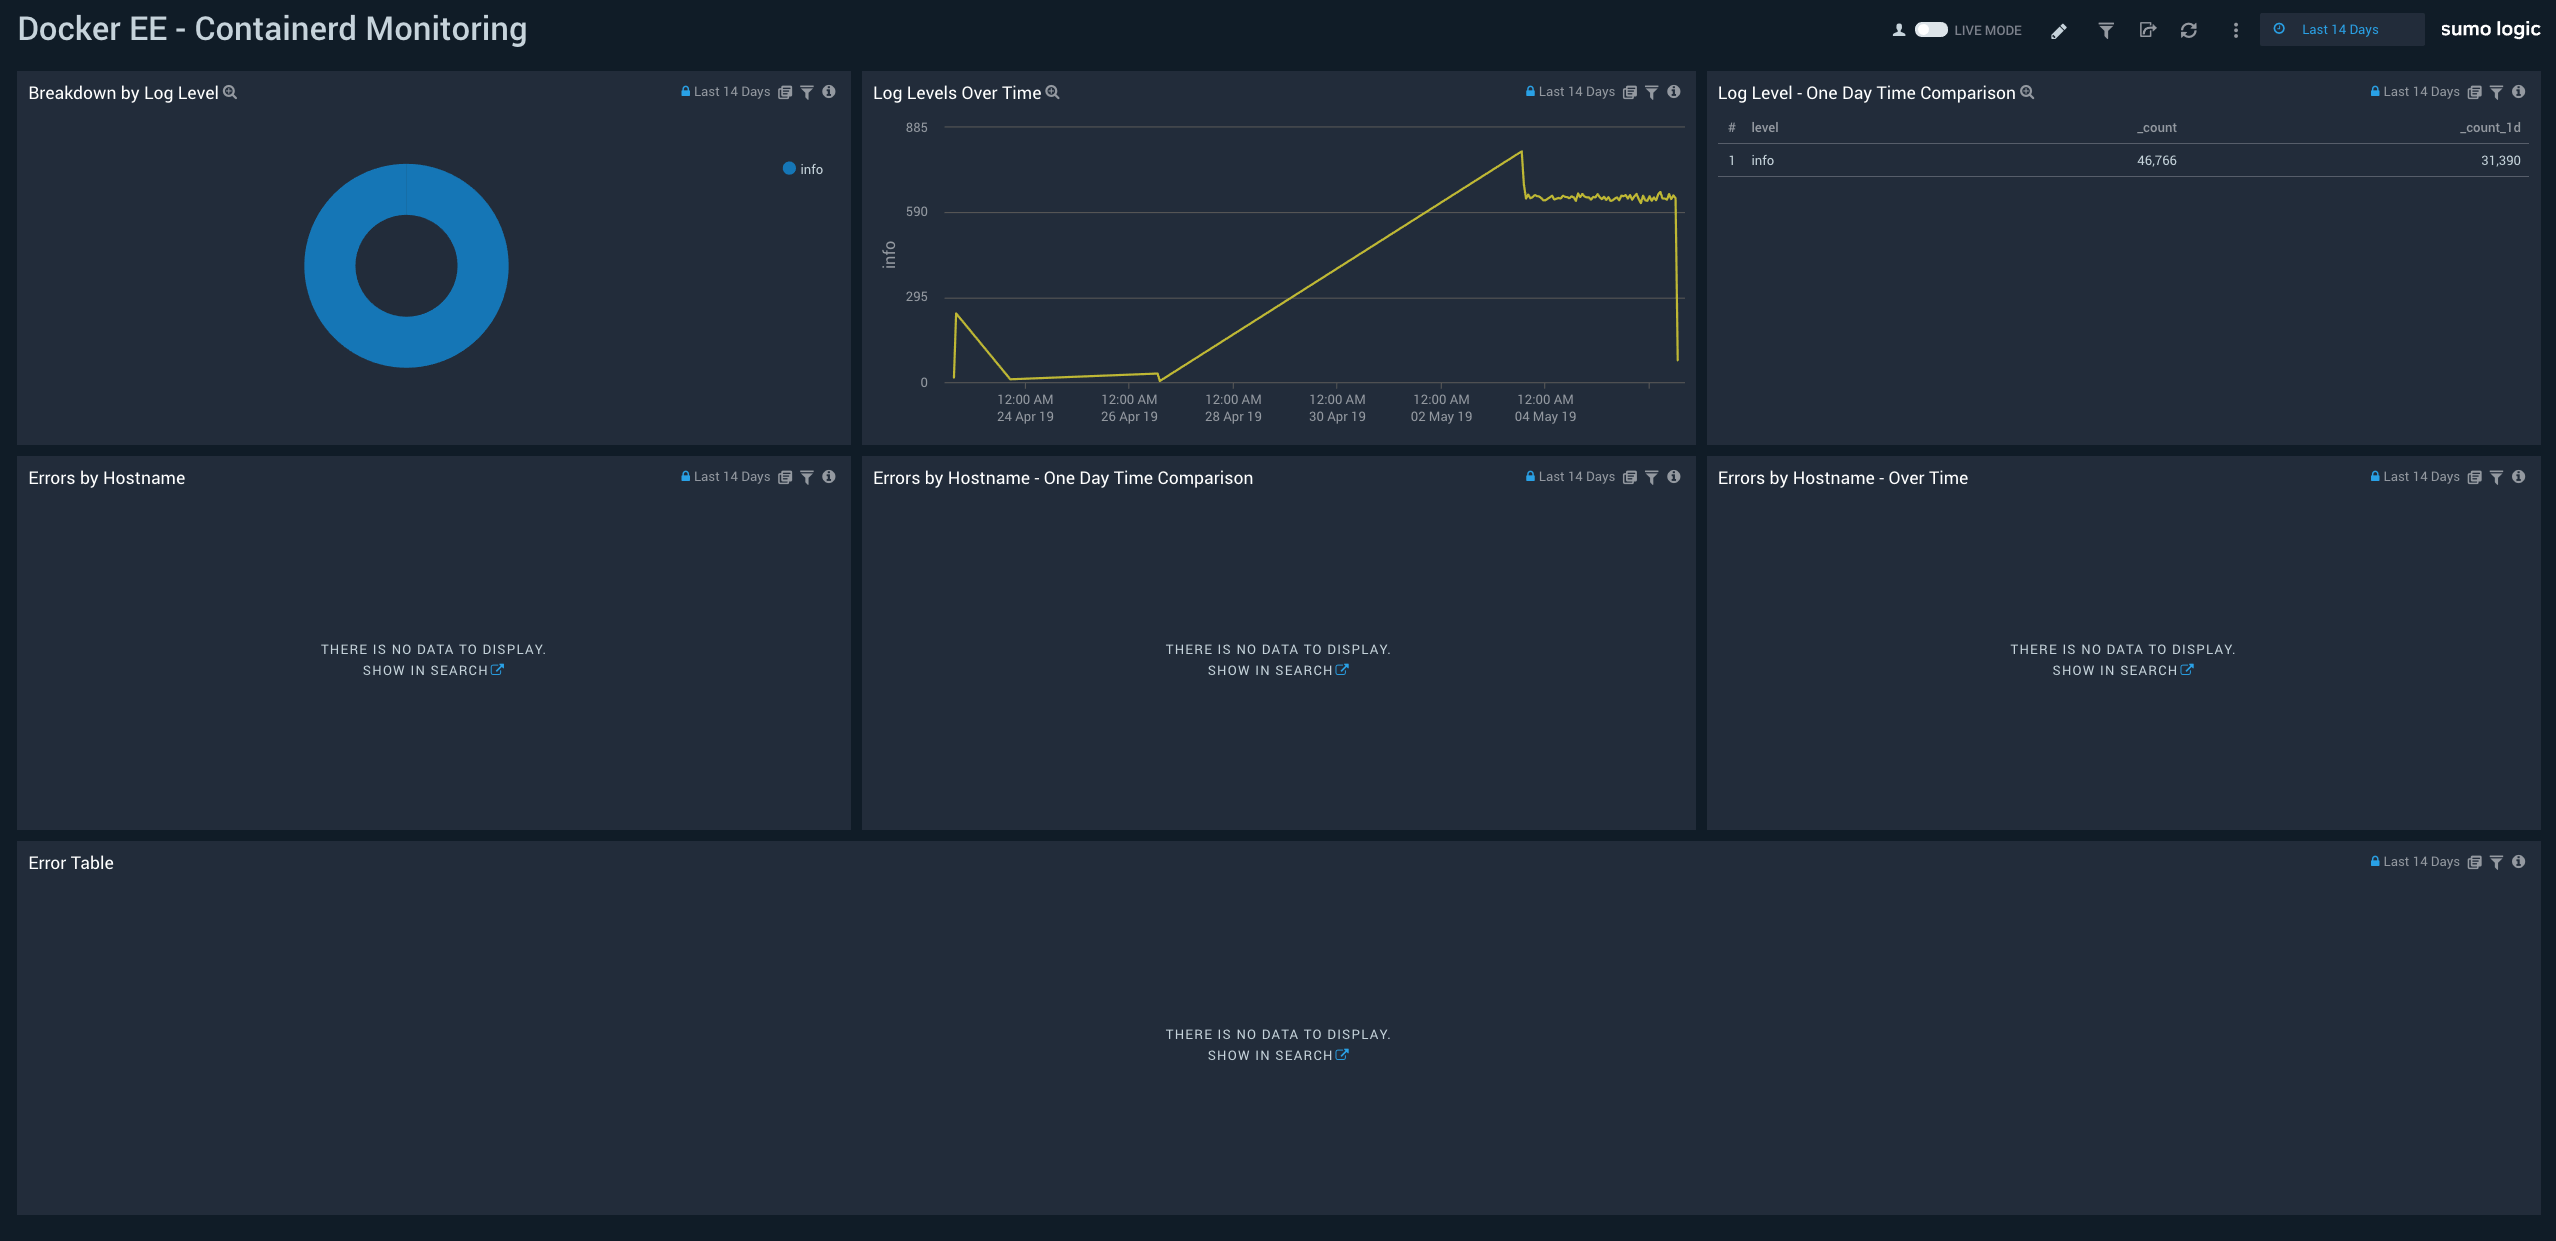 Docker EE - Containerd Monitoring
LIVE MODE
Last 14 Days
sumo logic
Breakdown by Log Level
Last 14 Days
info
Log Levels Over Time
Last 14 Days
885
590
295
0
info
12:00 AM 12:00 AM 12:00 AM 12:00 AM 12:00 AM 12:00 AM
24 Apr 19 26 Apr 19 28 Apr 19 30 Apr 19 02 May 19 04 May 19
Log Level - One Day Time Comparison
Last 14 Days
# level _count _count_1d
1 info 46,766 31,390
Errors by Hostname
Last 14 Days
THERE IS NO DATA TO DISPLAY.
SHOW IN SEARCH
Errors by Hostname - One Day Time Comparison
Last 14 Days
THERE IS NO DATA TO DISPLAY.
SHOW IN SEARCH
Errors by Hostname - Over Time
Last 14 Days
THERE IS NO DATA TO DISPLAY.
SHOW IN SEARCH
Error Table
Last 14 Days
THERE IS NO DATA TO DISPLAY.
SHOW IN SEARCH